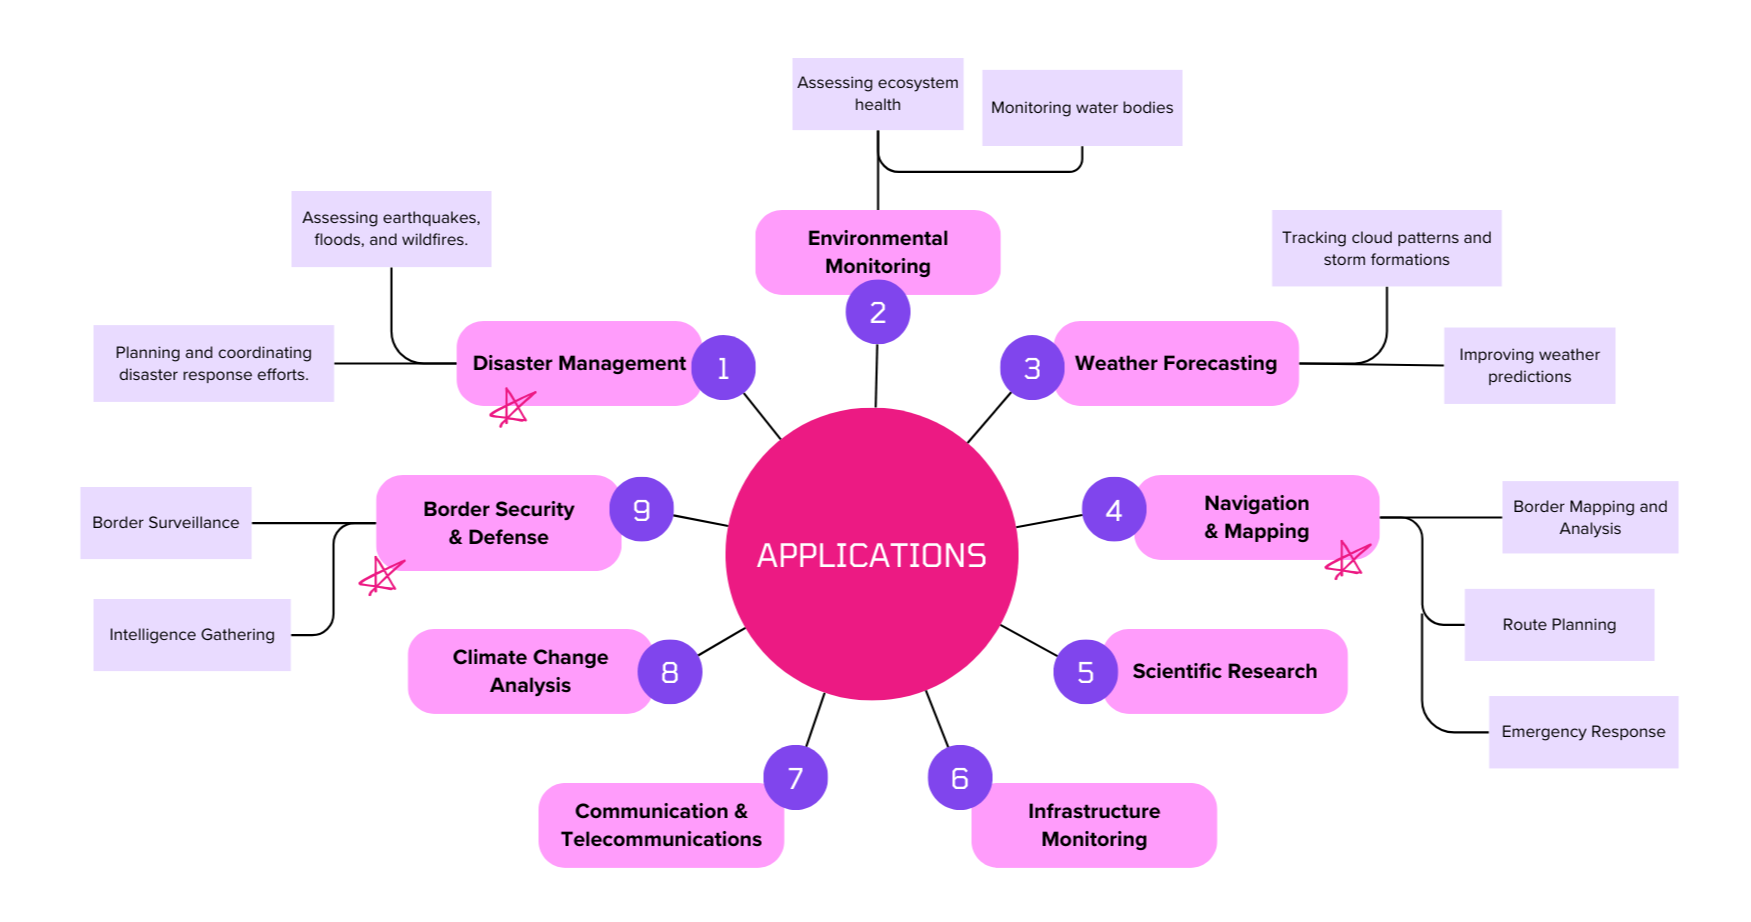 Assessing ecosystem
health
Monitoring water bodies
Assessing earthquakes,
floods, and wildfires.
Planning and coordinating
disaster response efforts.
Disaster Management
1
Environmental
Monitoring
2
Tracking cloud patterns and
storm formations
Improving weather
predictions
3
Weather Forecasting
Border Surveillance
Intelligence Gathering
Border Security
& Defense
9
APPLICATIONS
4
Navigation
& Mapping
Border Mapping and
Analysis
Route Planning
Emergency Response
Climate Change
Analysis
8
5
Scientific Research
7
Communication &
Telecommunications
6
Infrastructure
Monitoring